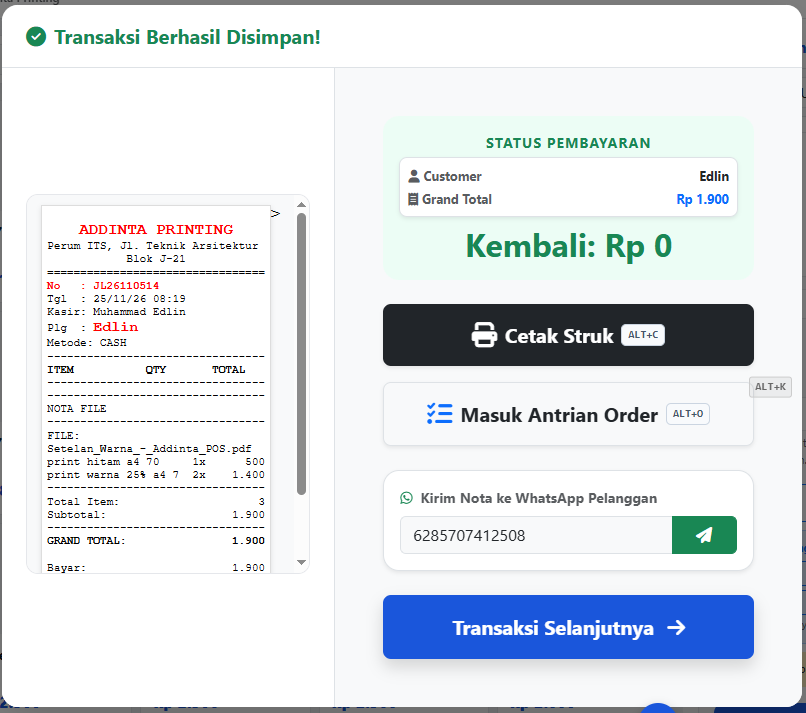 Transaksi Berhasil Disimpan!
>
ADDINTA PRINTING
Perum ITS, Jl. Teknik Arsitektur
Blok J-21
=================================
No : JL26110514
Tgl : 25/11/26 08:19
Kasir: Muhammad Edlin
Plg : Edlin
Metode: CASH
---------------------------------
ITEM QTY TOTAL
---------------------------------
---------------------------------
NOTA FILE
---------------------------------
FILE:
Setelan_Warna_-_Addinta_POS.pdf
print hitam a4 70 1x 500
print warna 25% a4 7 2x 1.400
---------------------------------
Total Item: 3
Subtotal: 1.900
---------------------------------
GRAND TOTAL: 1.900
Bayar: 1.900
STATUS PEMBAYARAN
Customer Edlin
Grand Total Rp 1.900
Kembali: Rp 0
Cetak Struk ALT+C
ALT+K
Masuk Antrian Order ALT+O
Kirim Nota ke WhatsApp Pelanggan
6285707412508
Transaksi Selanjutnya